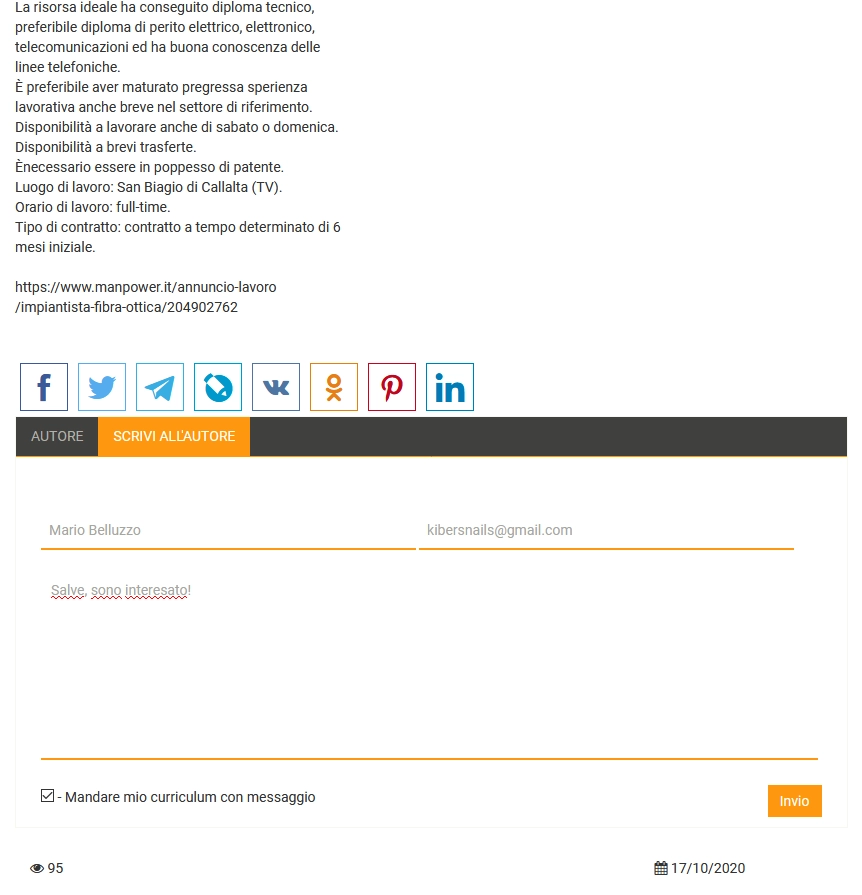 La risorsa ideale ha conseguito diploma tecnico,
preferibile diploma di perito elettrico, elettronico,
telecomunicazioni ed ha buona conoscenza delle
linee telefoniche.
È preferibile aver maturato pregressa sperienza
lavorativa anche breve nel settore di riferimento.
Disponibilità a lavorare anche di sabato o domenica.
Disponibilità a brevi trasferte.
Ènecessario essere in poppesso di patente.
Luogo di lavoro: San Biagio di Callalta (TV).
Orario di lavoro: full-time.
Tipo di contratto: contratto a tempo determinato di 6
mesi iniziale.
https://www.manpower.it/annuncio-lavoro
/impiantista-fibra-ottica/204902762
AUTORE SCRIVI ALL'AUTORE
Mario Belluzzo kibersnails@gmail.com
Salve, sono interesato!
- Mandare mio curriculum con messaggio
Invio
95 17/10/2020